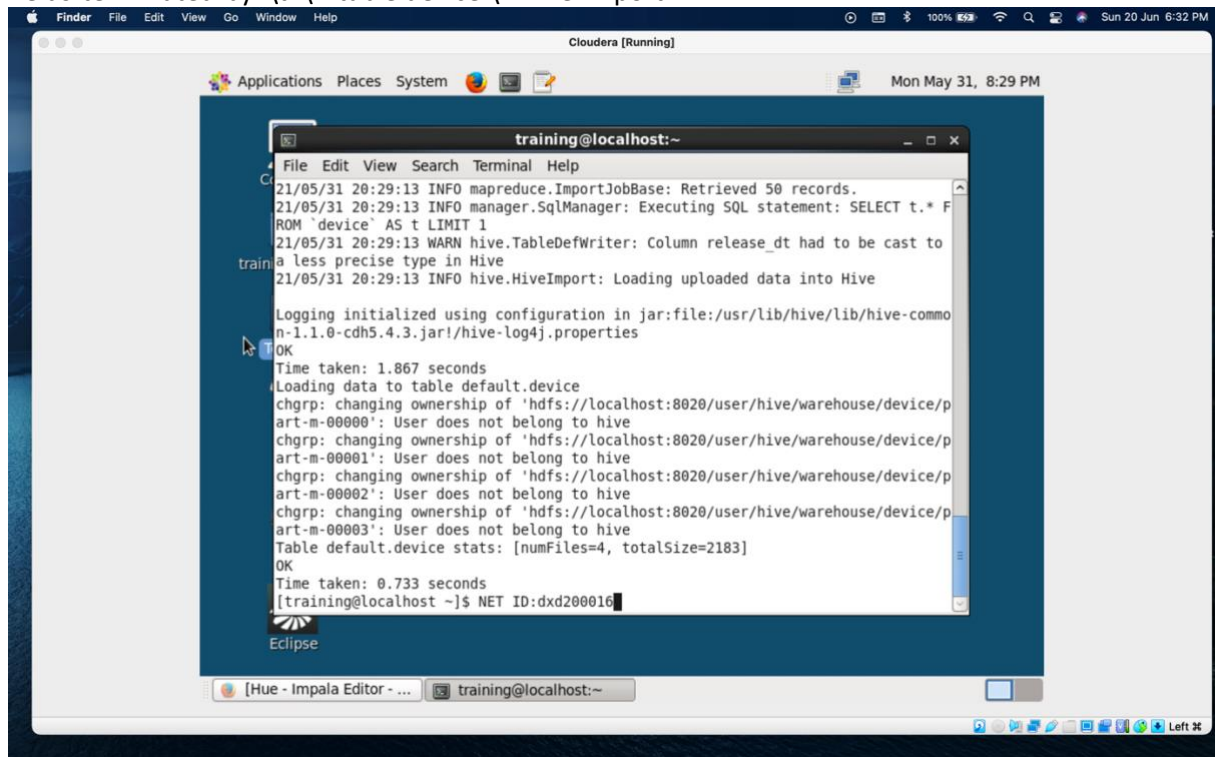 Finder File Edit View Go Window Help 100% Sun 20 Jun 6:32 PM
Cloudera [Running]
Applications Places System Mon May 31, 8:29 PM
training@localhost:~
File Edit View Search Terminal Help
21/05/31 20:29:13 INFO mapreduce.ImportJobBase: Retrieved 50 records.
21/05/31 20:29:13 INFO manager.SqlManager: Executing SQL statement: SELECT t.* F
ROM `device` AS t LIMIT 1
21/05/31 20:29:13 WARN hive.TableDefWriter: Column release_dt had to be cast to
a less precise type in Hive
21/05/31 20:29:13 INFO hive.HiveImport: Loading uploaded data into Hive
Logging initialized using configuration in jar:file:/usr/lib/hive/lib/hive-commo
n-1.1.0-cdh5.4.3.jar!/hive-log4j.properties
OK
Time taken: 1.867 seconds
Loading data to table default.device
chgrp: changing ownership of 'hdfs://localhost:8020/user/hive/warehouse/device/p
art-m-00000': User does not belong to hive
chgrp: changing ownership of 'hdfs://localhost:8020/user/hive/warehouse/device/p
art-m-00001': User does not belong to hive
chgrp: changing ownership of 'hdfs://localhost:8020/user/hive/warehouse/device/p
art-m-00002': User does not belong to hive
chgrp: changing ownership of 'hdfs://localhost:8020/user/hive/warehouse/device/p
art-m-00003': User does not belong to hive
Table default.device stats: [numFiles=4, totalSize=2183]
OK
Time taken: 0.733 seconds
[training@localhost ~]$ NET ID:dxd200016
train
Eclipse
[Hue - Impala Editor - ... training@localhost:~
Left ⌘